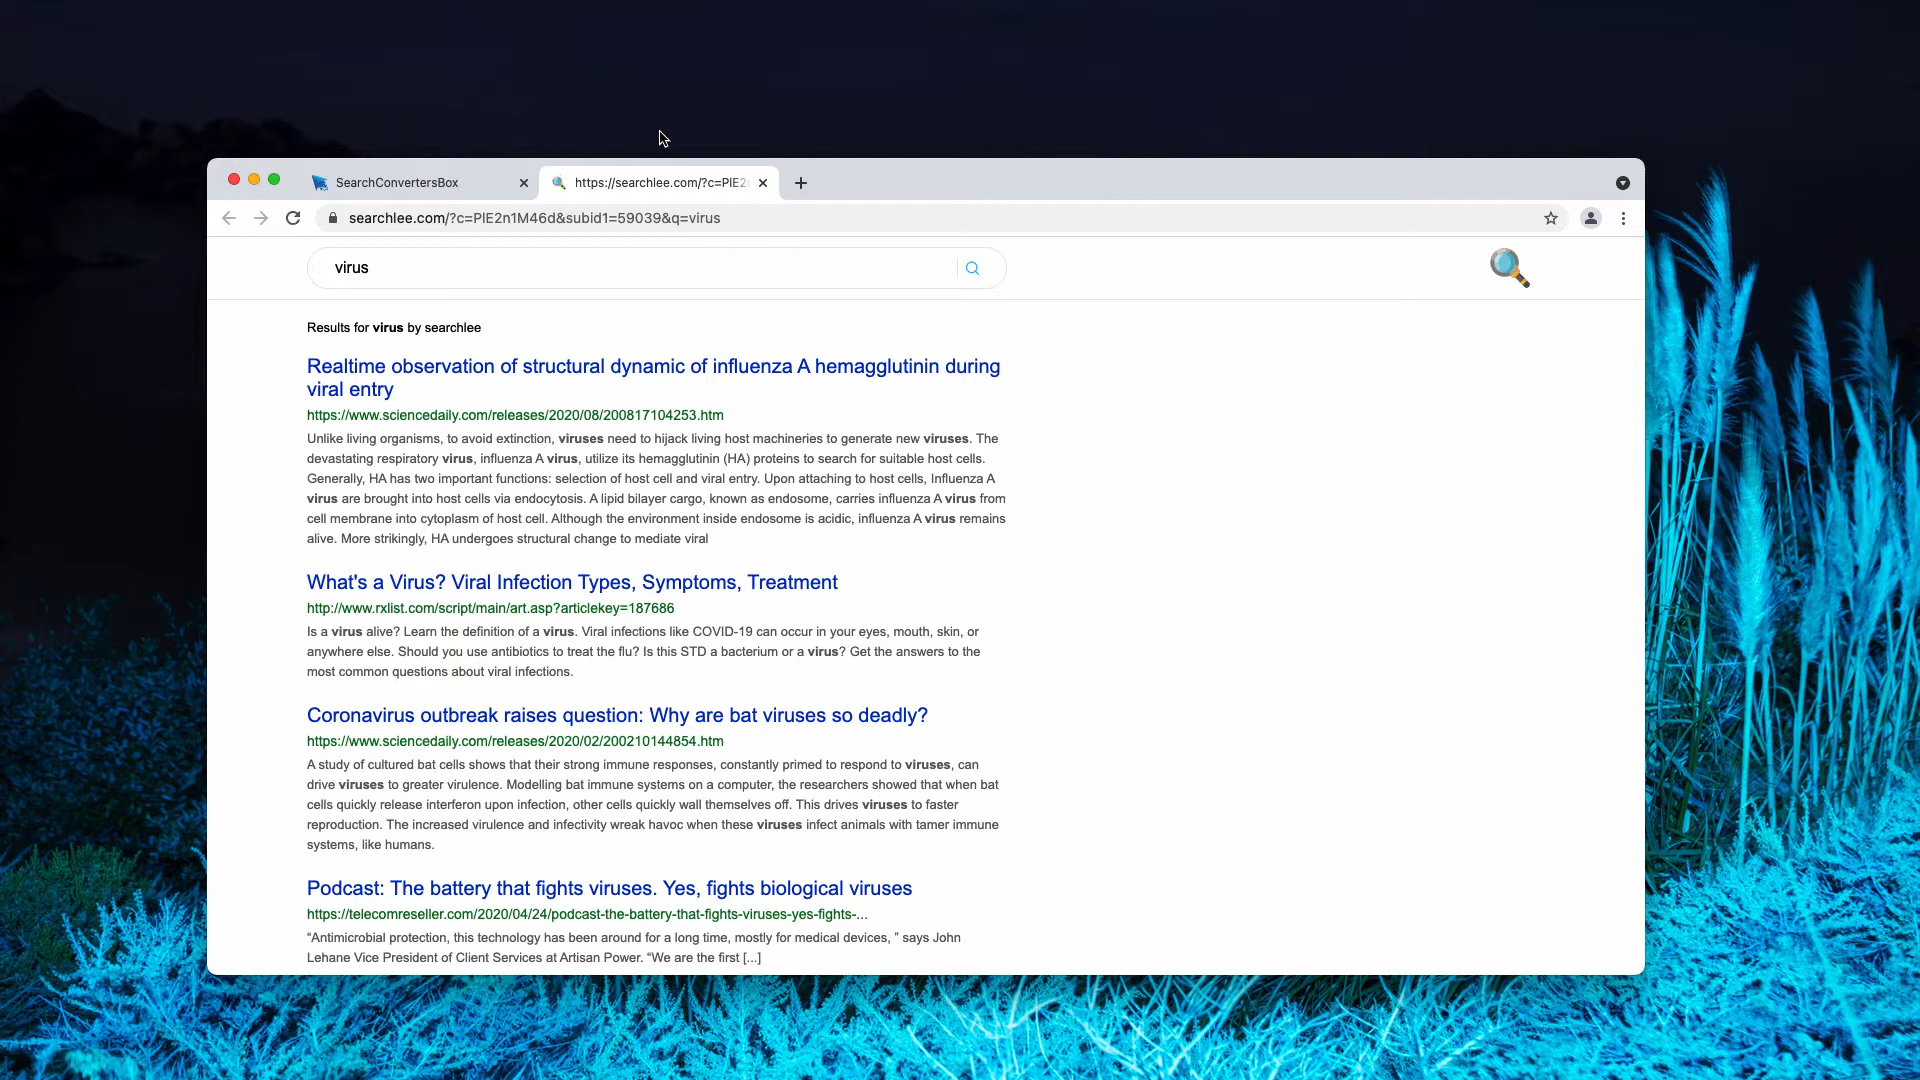 SearchConvertersBox
https://searchlee.com/?c=PlE2
searchlee.com/?c=PlE2n1M46d&subid1=59039&q=virus
virus
Results for virus by searchlee
Realtime observation of structural dynamic of influenza A hemagglutinin during
viral entry
https://www.sciencedaily.com/releases/2020/08/200817104253.htm
Unlike living organisms, to avoid extinction, viruses need to hijack living host machineries to generate new viruses. The
devastating respiratory virus, influenza A virus, utilize its hemagglutinin (HA) proteins to search for suitable host cells.
Generally, HA has two important functions: selection of host cell and viral entry. Upon attaching to host cells, Influenza A
virus are brought into host cells via endocytosis. A lipid bilayer cargo, known as endosome, carries influenza A virus from
cell membrane into cytoplasm of host cell. Although the environment inside endosome is acidic, influenza A virus remains
alive. More strikingly, HA undergoes structural change to mediate viral
What's a Virus? Viral Infection Types, Symptoms, Treatment
http://www.rxlist.com/script/main/art.asp?articlekey=187686
Is a virus alive? Learn the definition of a virus. Viral infections like COVID-19 can occur in your eyes, mouth, skin, or
anywhere else. Should you use antibiotics to treat the flu? Is this STD a bacterium or a virus? Get the answers to the
most common questions about viral infections.
Coronavirus outbreak raises question: Why are bat viruses so deadly?
https://www.sciencedaily.com/releases/2020/02/200210144854.htm
A study of cultured bat cells shows that their strong immune responses, constantly primed to respond to viruses, can
drive viruses to greater virulence. Modelling bat immune systems on a computer, the researchers showed that when bat
cells quickly release interferon upon infection, other cells quickly wall themselves off. This drives viruses to faster
reproduction. The increased virulence and infectivity wreak havoc when these viruses infect animals with tamer immune
systems, like humans.
Podcast: The battery that fights viruses. Yes, fights biological viruses
https://telecomreseller.com/2020/04/24/podcast-the-battery-that-fights-viruses-yes-fights-...
“Antimicrobial protection, this technology has been around for a long time, mostly for medical devices, ” says John
Lehane Vice President of Client Services at Artisan Power. “We are the first [...]